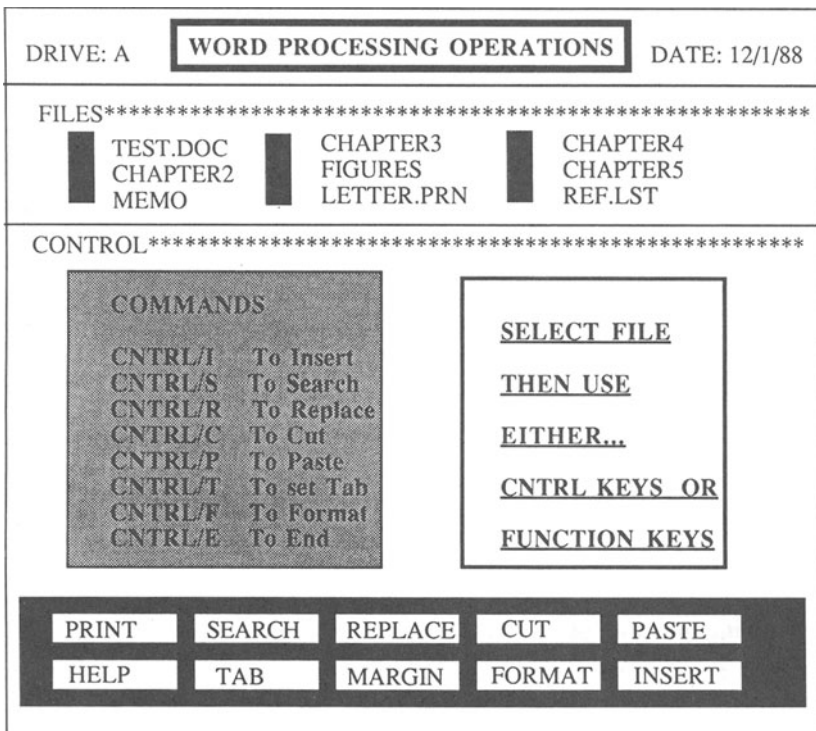 DRIVE: A WORD PROCESSING OPERATIONS DATE: 12/1/88
FILES**********************************************************
TEST.DOC CHAPTER3 CHAPTER4
CHAPTER2 FIGURES CHAPTER5
MEMO LETTER.PRN REF.LST
CONTROL******************************************************
COMMANDS
CNTRL/I To Insert
CNTRL/S To Search
CNTRL/R To Replace
CNTRL/C To Cut
CNTRL/P To Paste
CNTRL/T To set Tab
CNTRL/F To Format
CNTRL/E To End
SELECT FILE
THEN USE
EITHER...
CNTRL KEYS OR
FUNCTION KEYS
PRINT SEARCH REPLACE CUT PASTE
HELP TAB MARGIN FORMAT INSERT